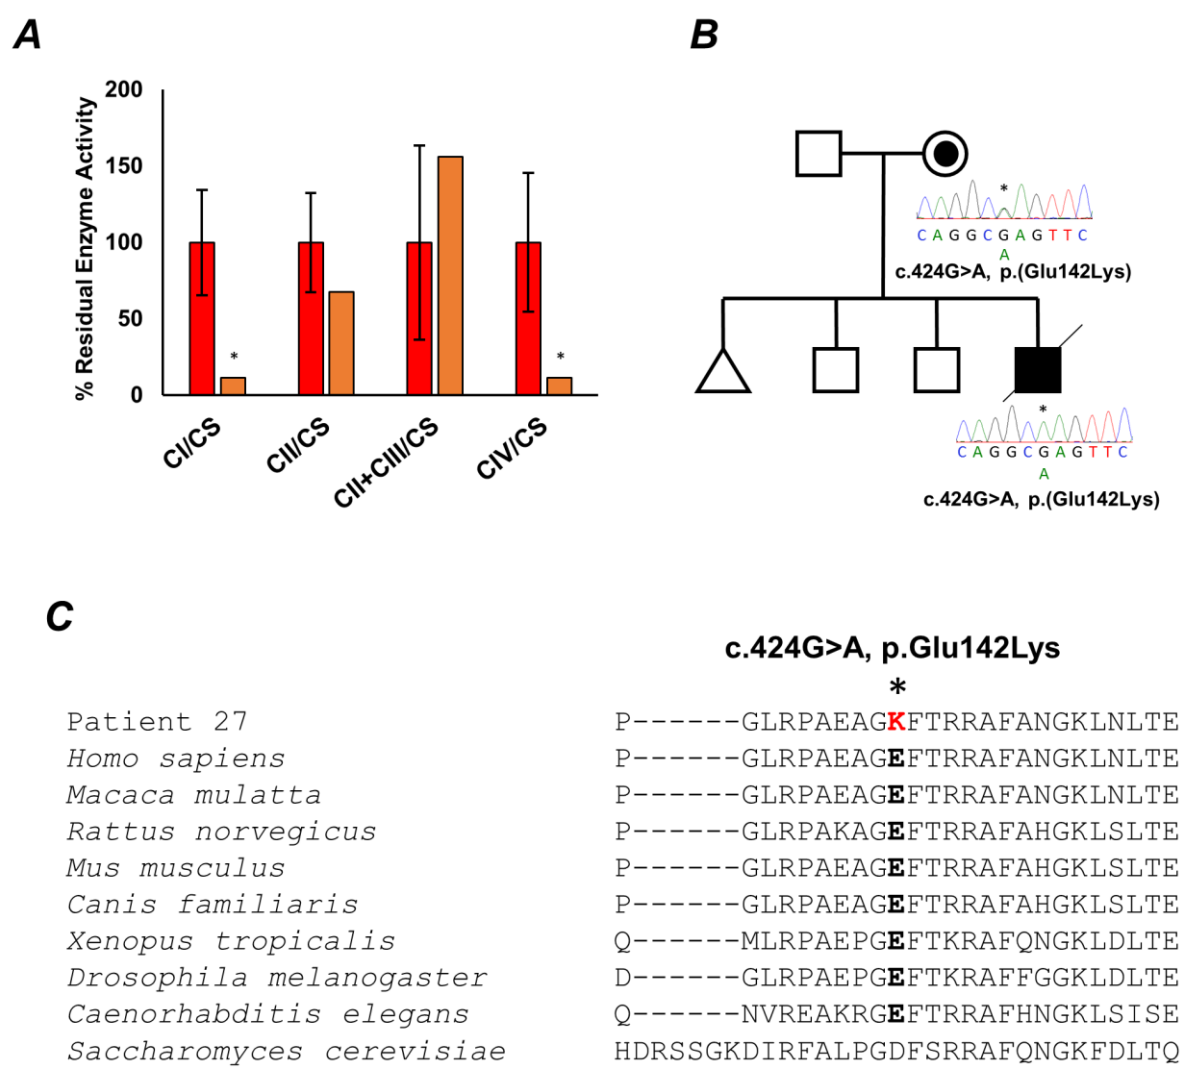 A
% Residual Enzyme Activity
200
150
100
50
0
*
*
CI/CS
CII/CS
CII+CIII/CS
CIV/CS
B
*
CAGGCGAGTTC
A
c.424G>A, p.(Glu142Lys)
*
CAGGCGAGTTC
A
c.424G>A, p.(Glu142Lys)
C
c.424G>A, p.Glu142Lys
*
Patient 27 P------GLRPAEAGKFTRRAFANGKLNLTE
Homo sapiens P------GLRPAEAGEFTRRAFANGKLNLTE
Macaca mulatta P------GLRPAEAGEFTRRAFANGKLNLTE
Rattus norvegicus P------GLRPAKAGEFTRRAFAHGKLSLTE
Mus musculus P------GLRPAEAGEFTRRAFAHGKLSLTE
Canis familiaris P------GLRPAEAGEFTRRAFAHGKLSLTE
Xenopus tropicalis Q------MLRPAEPGEFTKRAFQNGKLDLTE
Drosophila melanogaster D------GLRPAEPGEFTKRAFFGGKLDLTE
Caenorhabditis elegans Q------NVREAKRGEFTRRAFHNGKLSISE
Saccharomyces cerevisiae HDRSSGKDIRFALPGDFSRRAFQNGKFDLTQ